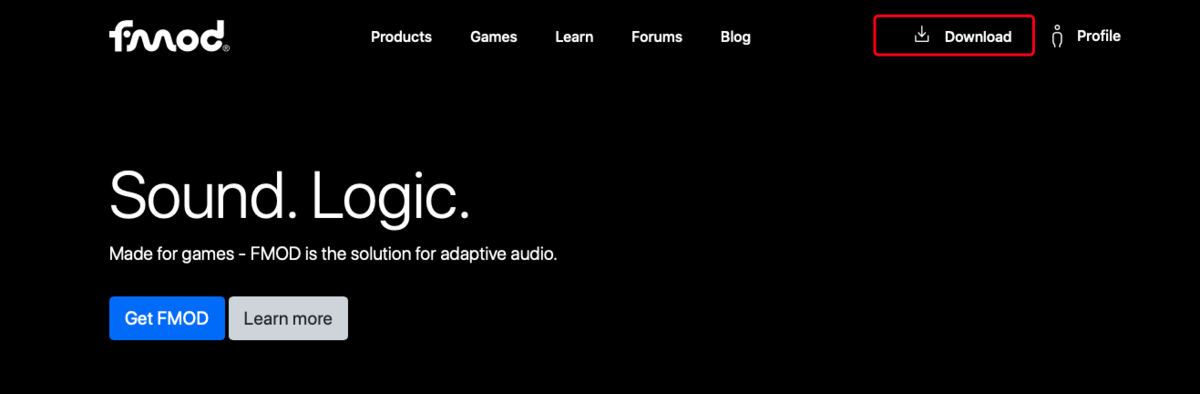 fmod®
Products Games Learn Forums Blog Download Profile
Sound. Logic.
Made for games - FMOD is the solution for adaptive audio.
Get FMOD Learn more